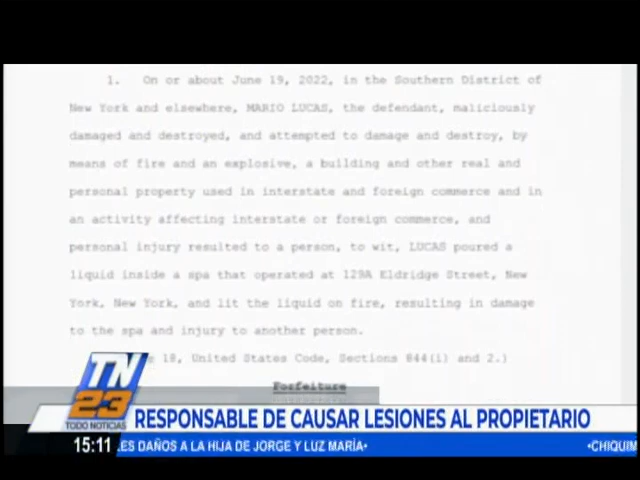 1. On or about June 19, 2022, in the Southern District of
New York and elsewhere, MARIO LUCAS, the defendant, maliciously
damaged and destroyed, and attempted to damage and destroy, by
means of fire and an explosive, a building and other real and
personal property used in interstate and foreign commerce and in
an activity affecting interstate or foreign commerce, and
personal injury resulted to a person, to wit, LUCAS poured a
liquid inside a spa that operated at 129A Eldridge Street, New
York, New York, and lit the liquid on fire, resulting in damage
to the spa and injury to another person.
18, United States Code, Sections 844(i) and 2.)
Forfeiture
TN
23
TODO NOTICIAS
RESPONSABLE DE CAUSAR LESIONES AL PROPIETARIO
15:11
LES DAÑOS A LA HIJA DE JORGE Y LUZ MARÍA•
•CHIQUIM